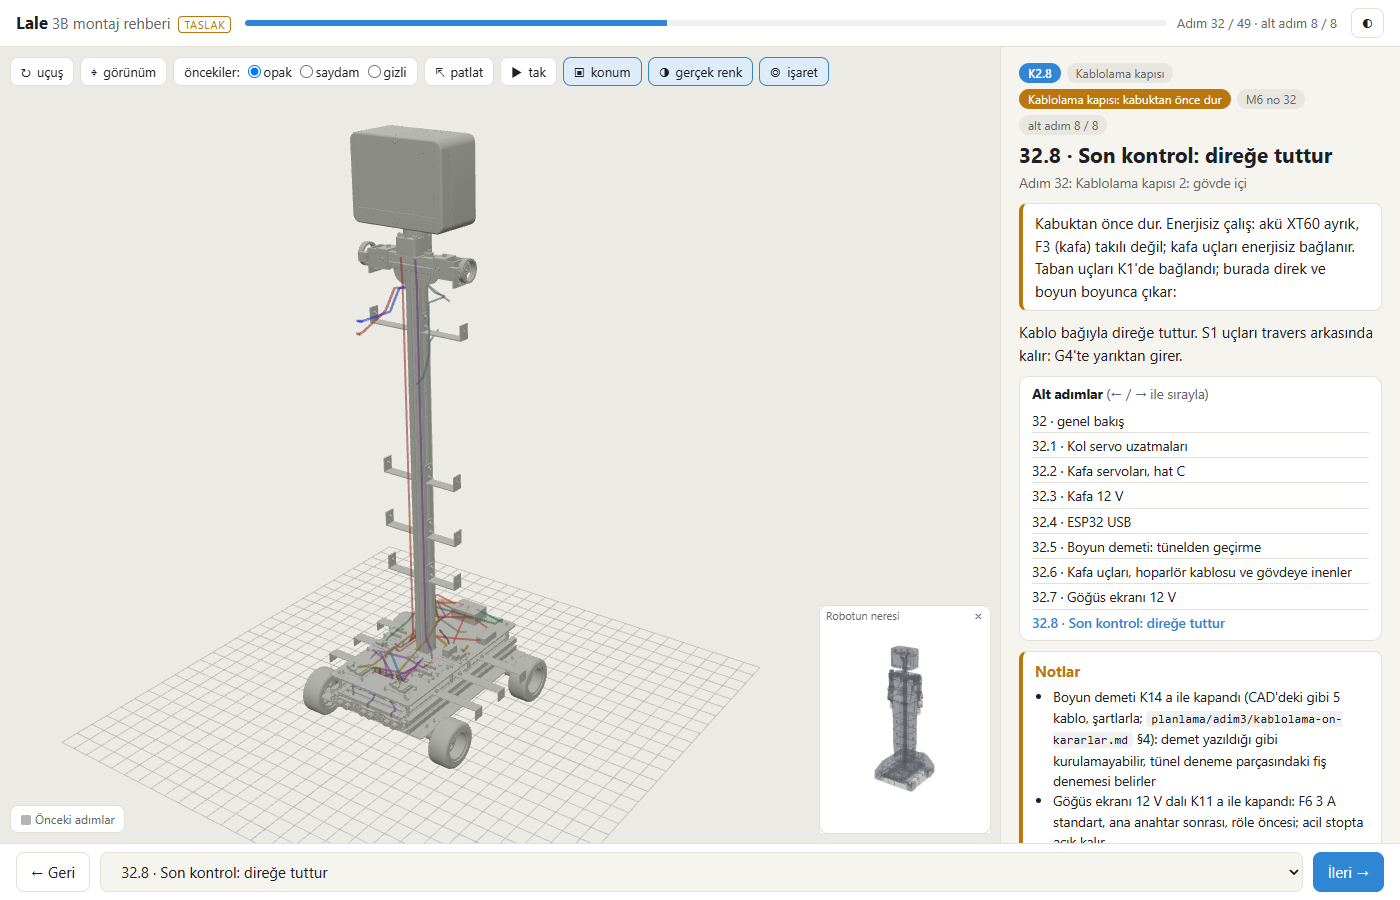 Lale 3B montaj rehberi TASLAK
Adım 32 / 49 · alt adım 8 / 8
↻ uçuş
⌖ görünüm
önceki̇ler: opak saydam gizli
⇱ patlat
▶ tak
▣ konum
◑ gerçek renk
◎ işaret
K2.8
Kablolama kapısı
Kablolama kapısı: kabuktan önce dur
M6 no 32
alt adım 8 / 8
32.8 · Son kontrol: direğe tuttur
Adım 32: Kablolama kapısı 2: gövde içi
Kabuktan önce dur. Enerjisiz çalış: akü XT60 ayrık,
F3 (kafa) takılı değil; kafa uçları enerjisiz bağlanır.
Taban uçları K1'de bağlandı; burada direk ve
boyun boyunca çıkar:
Kablo bağıyla direğe tuttur. S1 uçları travers arkasında
kalır: G4'te yarıktan girer.
Alt adımlar (← / → ile sırayla)
32 · genel bakış
32.1 · Kol servo uzatmaları
32.2 · Kafa servoları, hat C
32.3 · Kafa 12 V
32.4 · ESP32 USB
32.5 · Boyun demeti: tünelden geçirme
32.6 · Kafa uçları, hoparlör kablosu ve gövdeye inenler
32.7 · Göğüs ekranı 12 V
32.8 · Son kontrol: direğe tuttur
Notlar
• Boyun demeti K14 a ile kapandı (CAD'deki gibi 5
kablo, şartlarla; planlama/adim3/kablolama-on-
kararlar.md §4): demet yazıldığı gibi
kurulamayabilir, tünel deneme parçasındaki fiş
denemesi belirler
• Göğüs ekranı 12 V dalı K11 a ile kapandı: F6 3 A
standart, ana anahtar sonrası, röle öncesi; acil stopta
açık kalır
Robotun neresi ×
Önceki adımlar
← Geri
32.8 · Son kontrol: direğe tuttur
İleri →